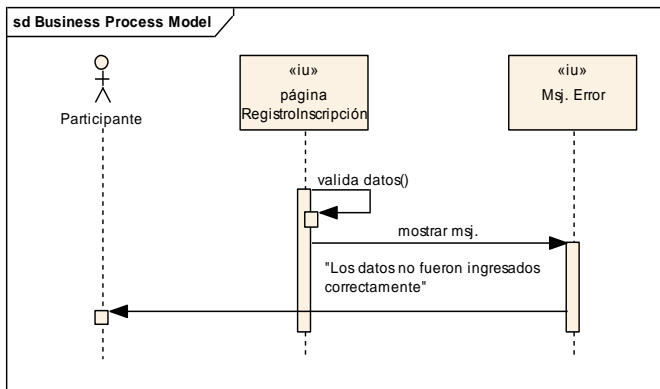 sd Business Process Model
Participante
«iu»
página
RegistroInscripción
«iu»
Msj. Error
valida datos()
mostrar msj.
"Los datos no fueron ingresados
correctamente"